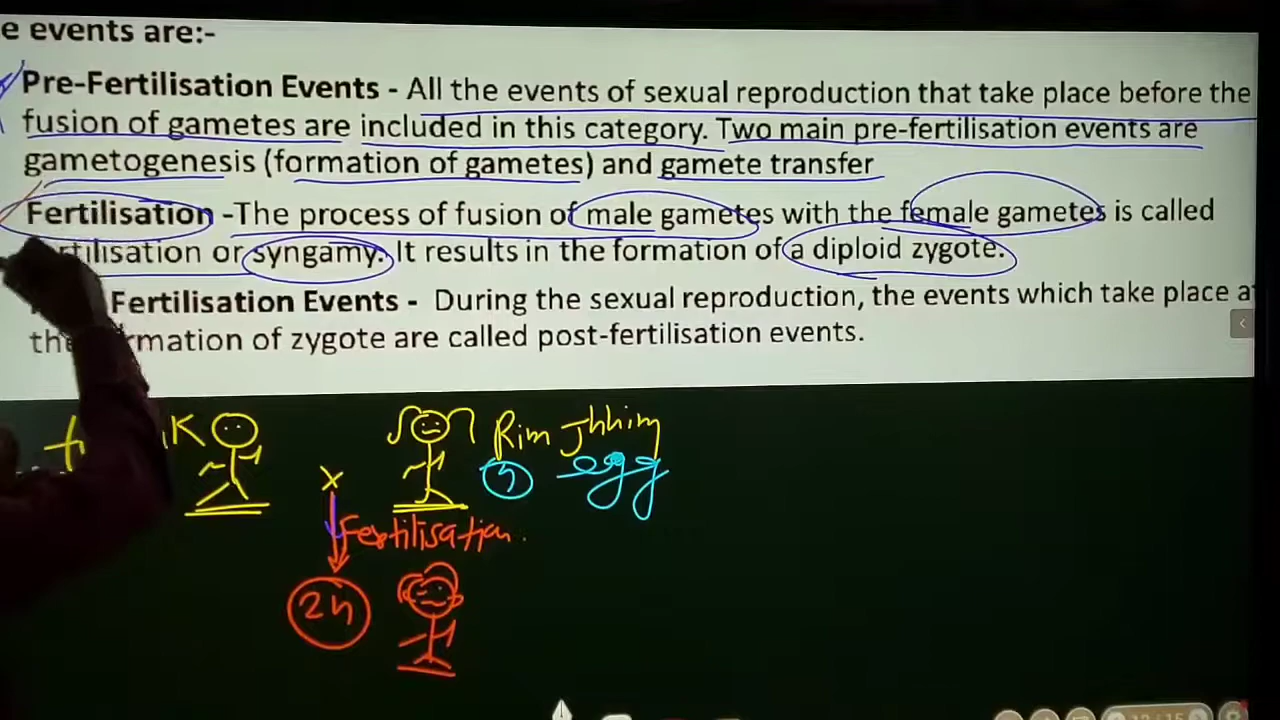 e events are:-
Pre-Fertilisation Events - All the events of sexual reproduction that take place before the
fusion of gametes are included in this category. Two main pre-fertilisation events are
gametogenesis (formation of gametes) and gamete transfer
Fertilisation -The process of fusion of male gametes with the female gametes is called
tilisation or syngamy. It results in the formation of a diploid zygote.
Fertilisation Events - During the sexual reproduction, the events which take place a
the rmation of zygote are called post-fertilisation events.
K Rim Jhhim
x n egg
Fertilisation.
2n